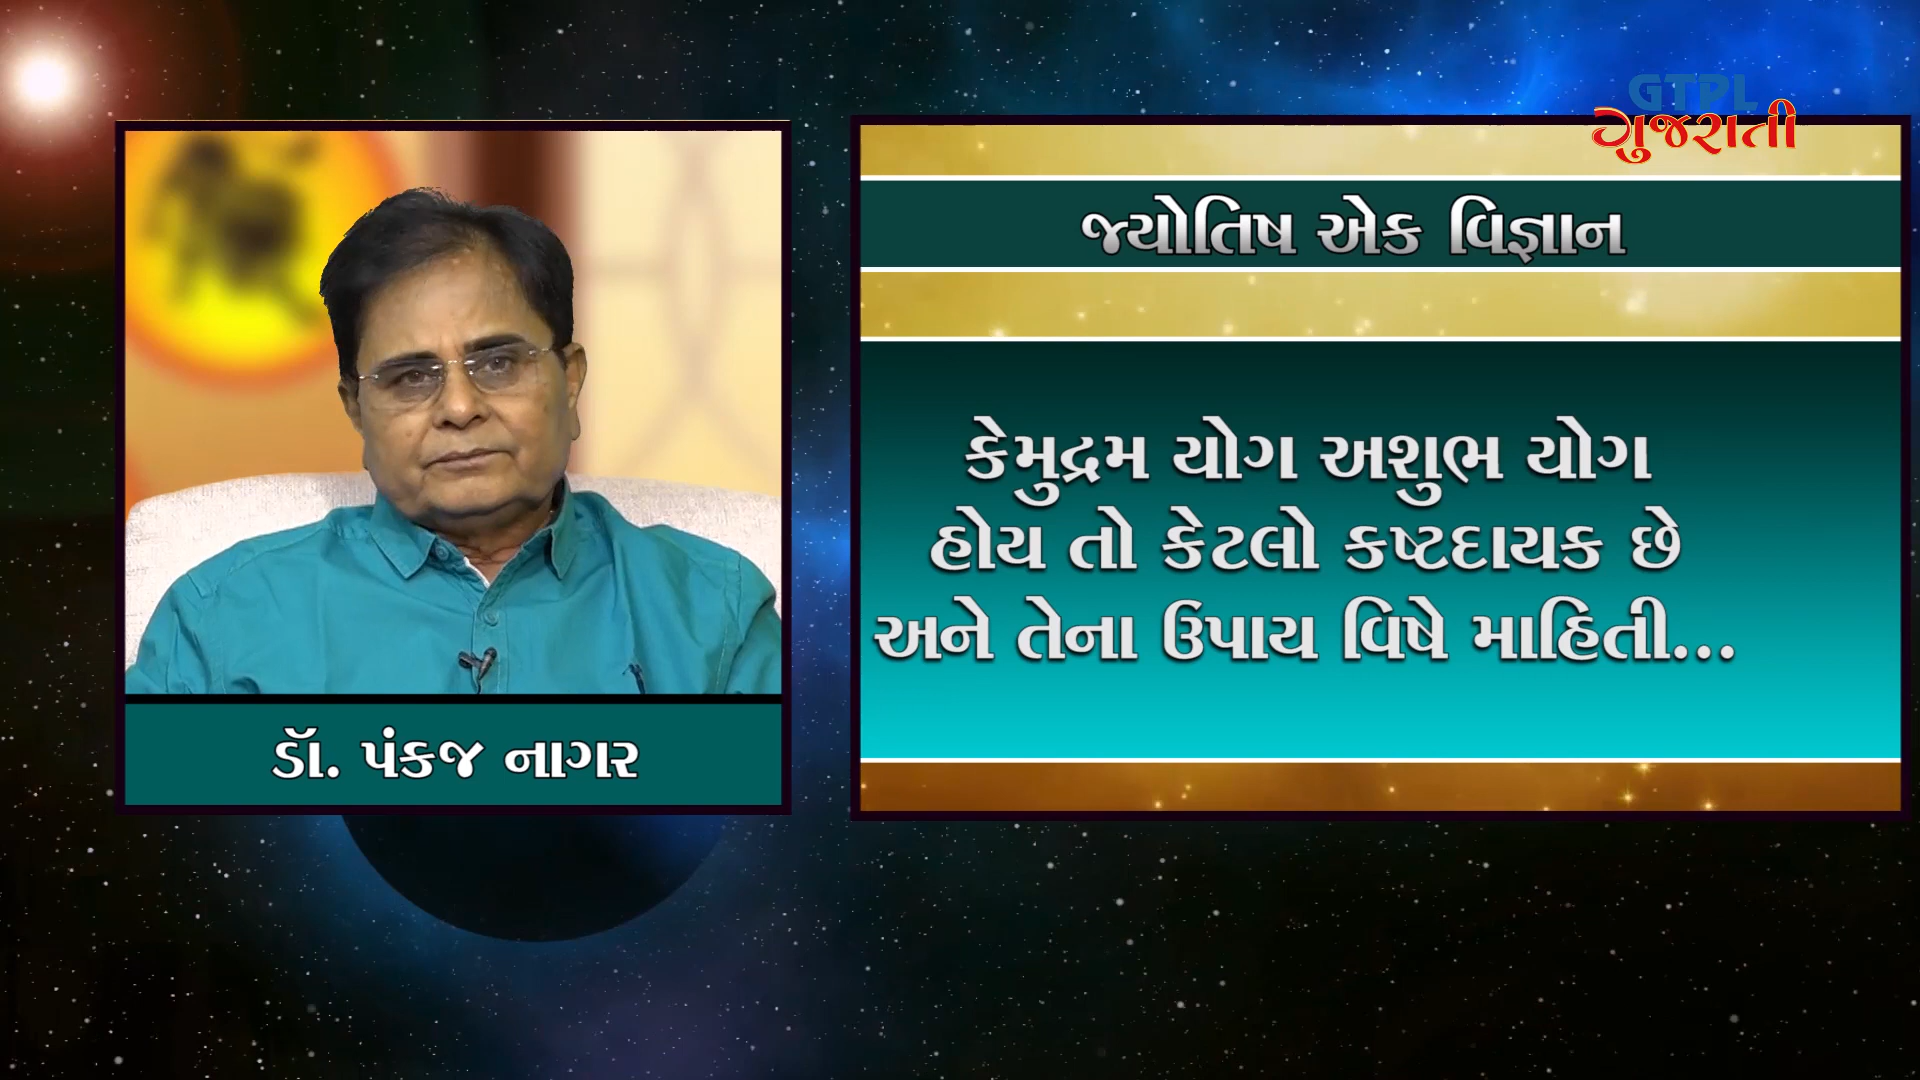 GTPL
ગુજરાતી
જ્યોતિષ એક વિજ્ઞાન
કેમુદ્રમ યોગ અશુભ યોગ
હોય તો કેટલો કષ્ટદાયક છે
અને તેના ઉપાય વિષે માહિતી...
ડૉ. પંકજ નાગર